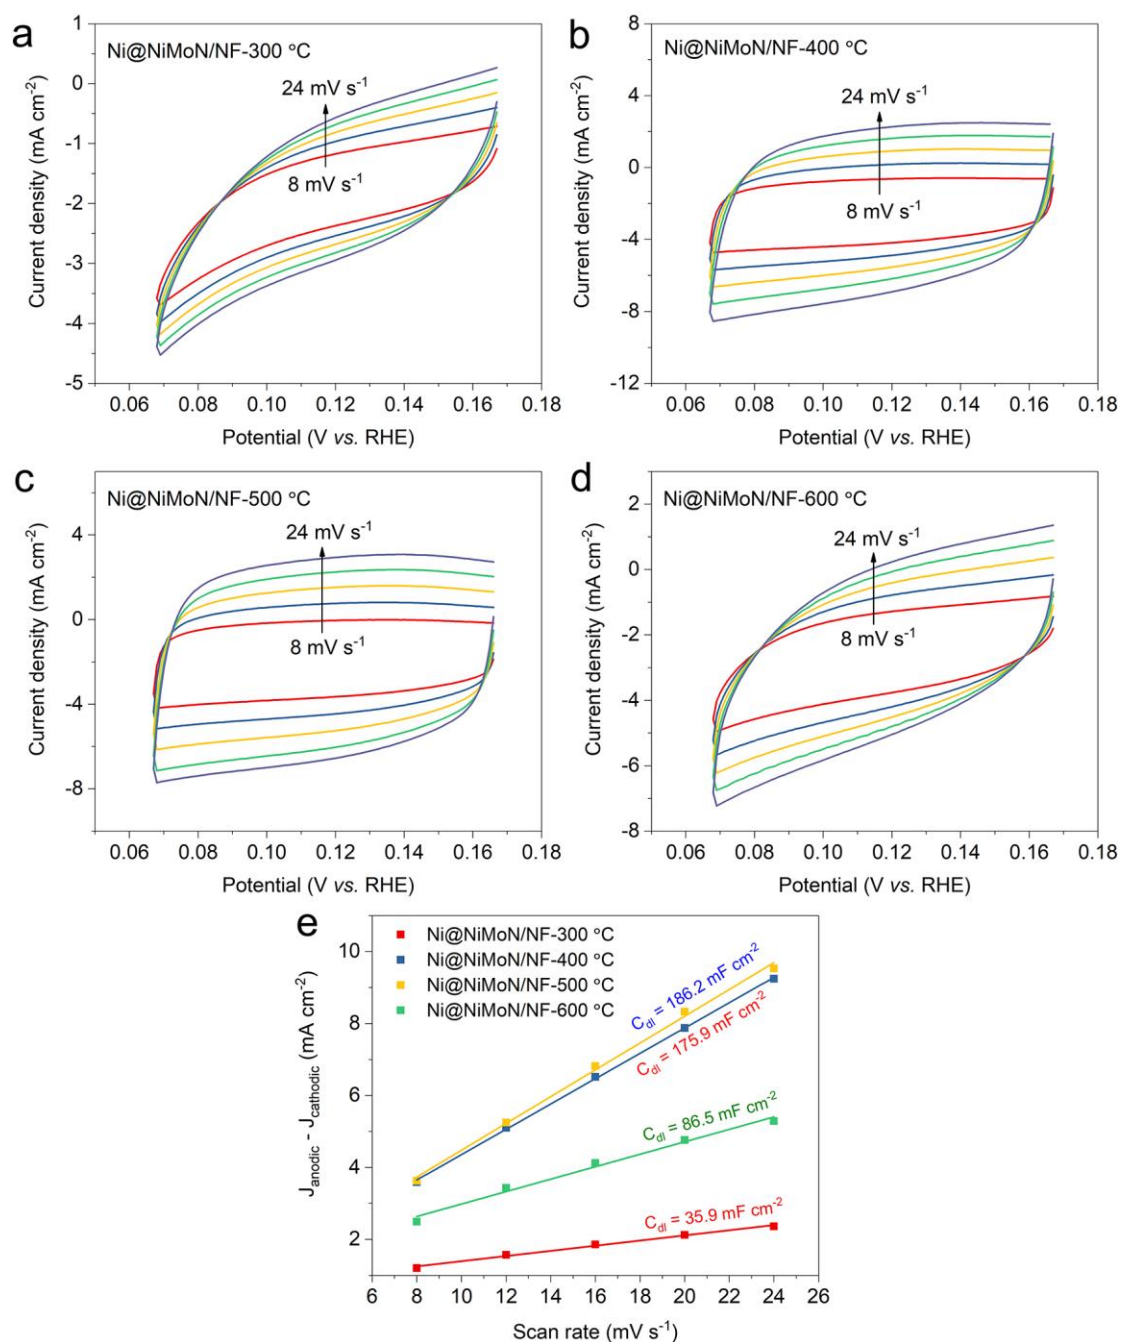 a
Ni@NiMoN/NF-300 °C
24 mV s⁻¹
8 mV s⁻¹
1
0
-1
-2
-3
-4
-5
Current density (mA cm⁻²)
0.06 0.08 0.10 0.12 0.14 0.16 0.18
Potential (V vs. RHE)
b
Ni@NiMoN/NF-400 °C
24 mV s⁻¹
8 mV s⁻¹
8
4
0
-4
-8
-12
Current density (mA cm⁻²)
0.06 0.08 0.10 0.12 0.14 0.16 0.18
Potential (V vs. RHE)
c
Ni@NiMoN/NF-500 °C
24 mV s⁻¹
8 mV s⁻¹
4
0
-4
-8
Current density (mA cm⁻²)
0.06 0.08 0.10 0.12 0.14 0.16 0.18
Potential (V vs. RHE)
d
Ni@NiMoN/NF-600 °C
24 mV s⁻¹
8 mV s⁻¹
2
0
-2
-4
-6
-8
Current density (mA cm⁻²)
0.06 0.08 0.10 0.12 0.14 0.16 0.18
Potential (V vs. RHE)
e
Ni@NiMoN/NF-300 °C
Ni@NiMoN/NF-400 °C
Ni@NiMoN/NF-500 °C
Ni@NiMoN/NF-600 °C
C_dl = 186.2 mF cm⁻²
C_dl = 175.9 mF cm⁻²
C_dl = 86.5 mF cm⁻²
C_dl = 35.9 mF cm⁻²
10
8
6
4
2
J_anodic - J_cathodic (mA cm⁻²)
6 8 10 12 14 16 18 20 22 24 26
Scan rate (mV s⁻¹)